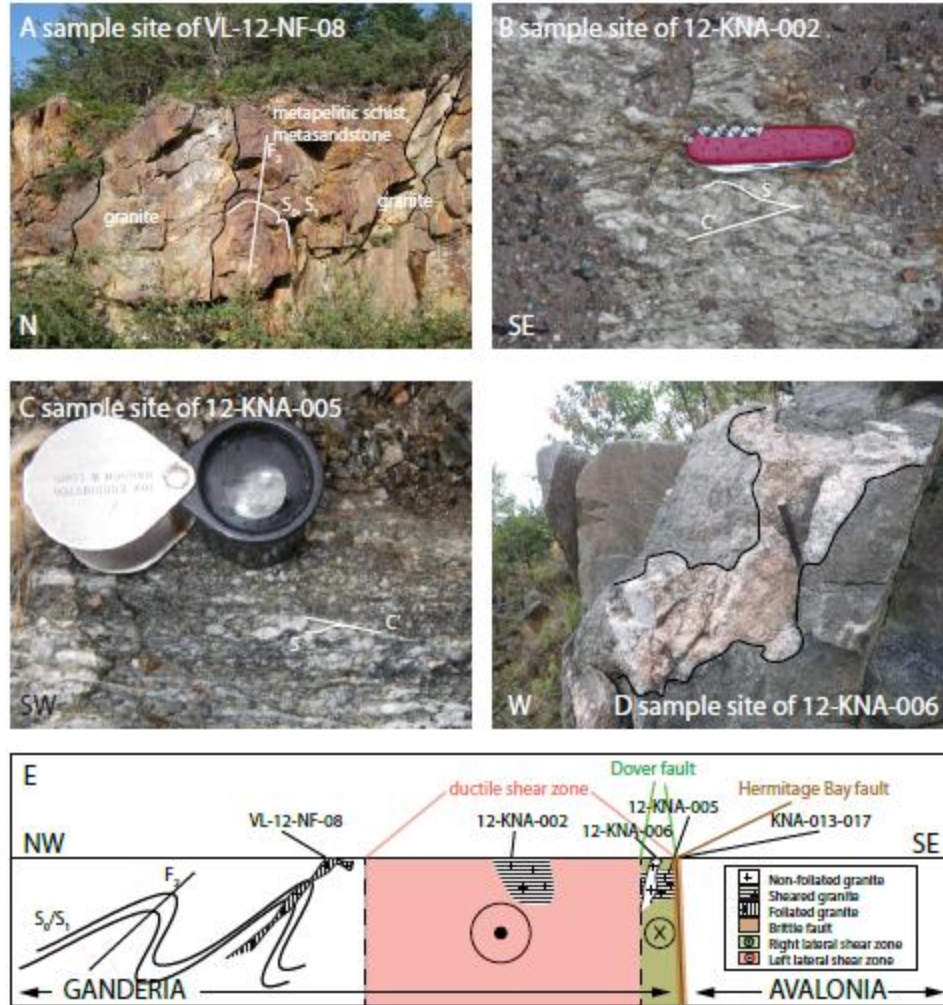 A sample site of VL-12-NF-08
metapelitic schist,
metasandstone
F₂
granite
S₀, S₁
granite
N
B sample site of 12-KNA-002
S
C
SE
C sample site of 12-KNA-005
C'
S
SW
W
D sample site of 12-KNA-006
E
Dover fault
ductile shear zone
Hermitage Bay fault
12-KNA-005
VL-12-NF-08
12-KNA-002
12-KNA-006
KNA-013-017
NW
SE
F₂
S₀/S₁
Non-foliated granite
Sheared granite
Foliated granite
Brittle fault
Right lateral shear zone
Left lateral shear zone
GANDERIA
AVALONIA